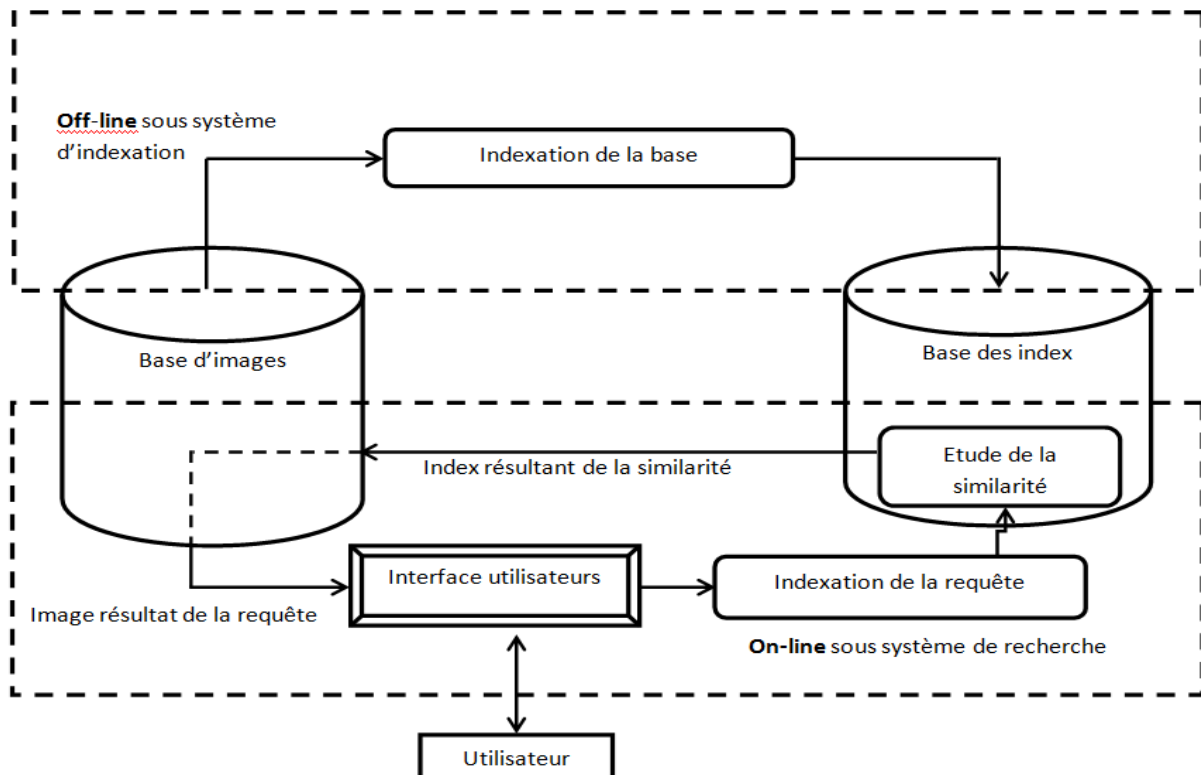 Off-line sous système
d'indexation
Indexation de la base
Base d'images
Base des index
Index résultant de la similarité
Etude de la
similarité
Interface utilisateurs
Indexation de la requête
Image résultat de la requête
On-line sous système de recherche
Utilisateur